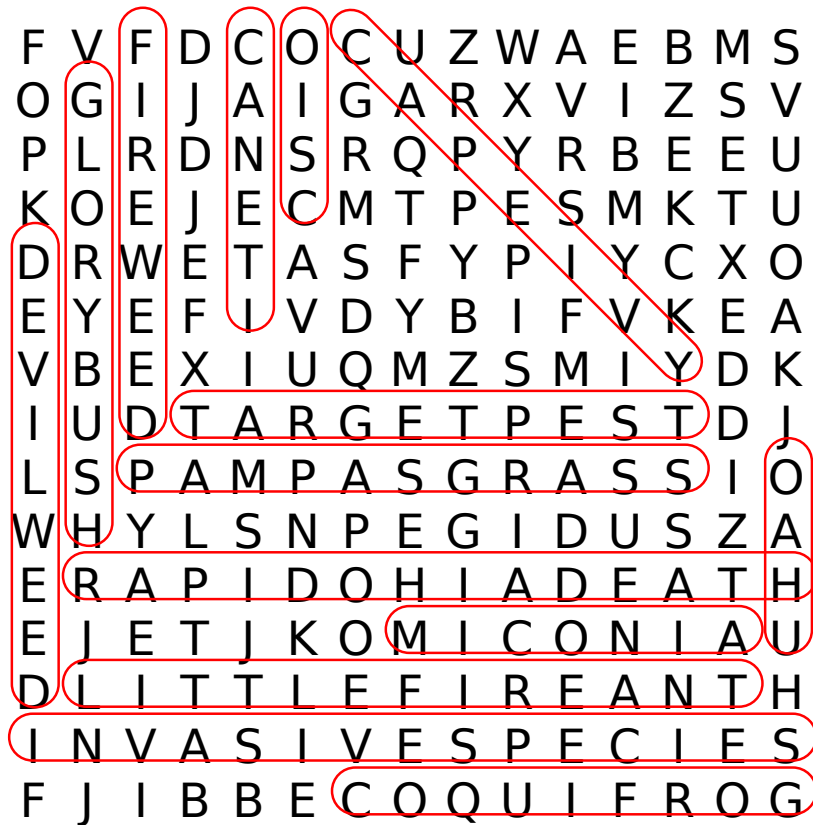 F V F D C O C U Z W A E B M S
O G I J A I G A R X V I Z S V
P L R D N S R Q P Y R B E E U
K O E J E C M T P E S M K T U
D R W E T A S F Y P I Y C X O
E Y E F I V D Y B I F V K E A
V B E X I U Q M Z S M I Y D K
I U D T A R G E T P E S T D J
L S P A M P A S G R A S S I O
W H Y L S N P E G I D U S Z A
E R A P I D O H I A D E A T H
E J E T J K O M I C O N I A U
D L I T T L E F I R E A N T H
I N V A S I V E S P E C I E S
F J I B B E C O Q U I F R O G